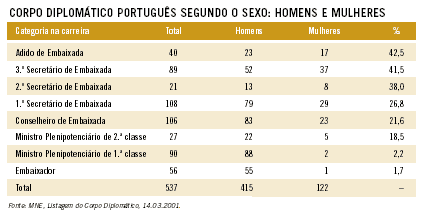 CORPO DIPLOMÁTICO PORTUGUÊS SEGUNDO O SEXO: HOMENS E MULHERES
Categoria na carreira Total Homens Mulheres %
Adido de Embaixada 40 23 17 42,5
3.º Secretário de Embaixada 89 52 37 41,5
2.º Secretário de Embaixada 21 13 8 38,0
1.º Secretário de Embaixada 108 79 29 26,8
Conselheiro de Embaixada 106 83 23 21,6
Ministro Plenipotenciário de 2.ª classe 27 22 5 18,5
Ministro Plenipotenciário de 1.ª classe 90 88 2 2,2
Embaixador 56 55 1 1,7
Total 537 415 122 –
Fonte: MNE, Listagem do Corpo Diplomático, 14.03.2001.